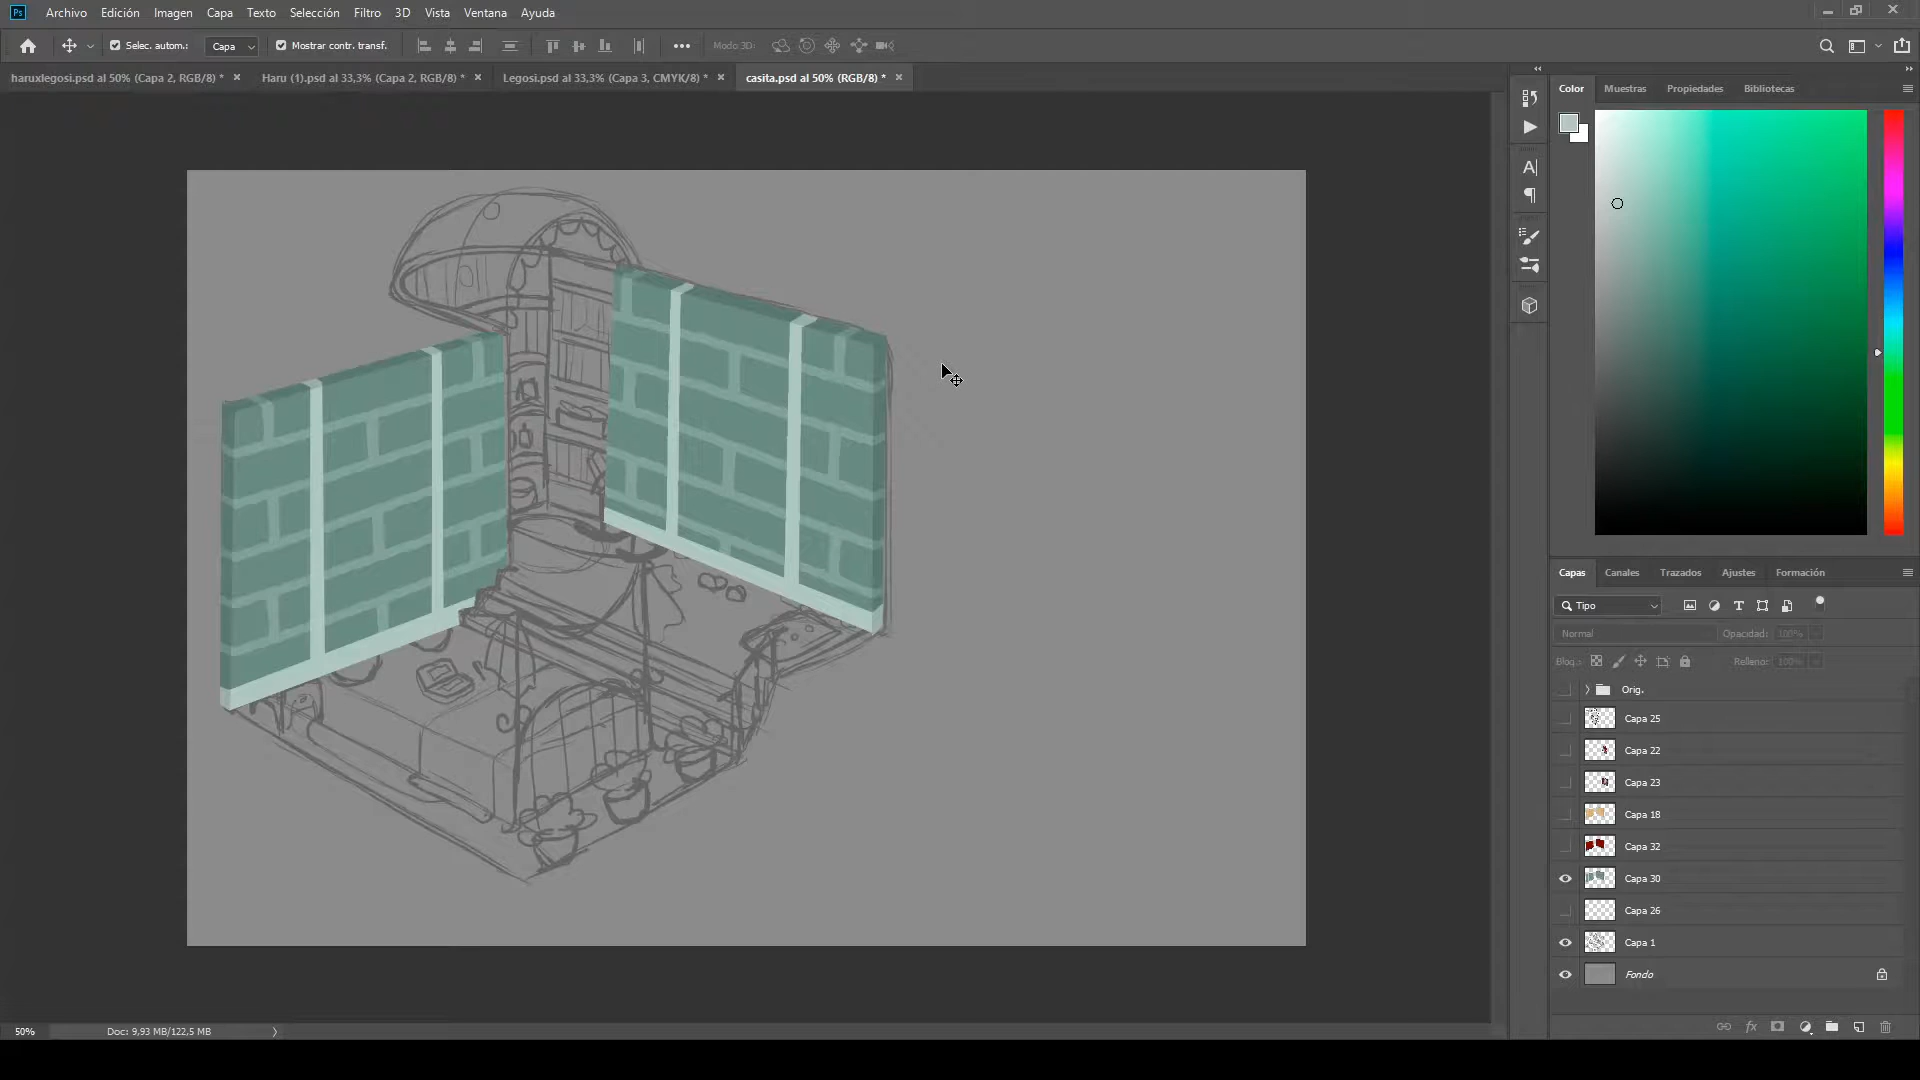 Ps Archivo Edición Imagen Capa Texto Selección Filtro 3D Vista Ventana Ayuda
Selec. autom.: Capa Mostrar contr. transf. Modo 3D:
haruxlegosi.psd al 50% (Capa 2, RGB/8) * Haru (1).psd al 33,3% (Capa 2, RGB/8) * Legosi.psd al 33,3% (Capa 3, CMYK/8) * casita.psd al 50% (RGB/8) *
Color Muestras Propiedades Bibliotecas
Capas Canales Trazados Ajustes Formación
Tipo
Normal Opacidad: 100%
Bloq.: Relleno: 100%
Orig.
Capa 25
Capa 22
Capa 23
Capa 18
Capa 32
Capa 30
Capa 26
Capa 1
Fondo
fx
50% Doc: 9,93 MB/122,5 MB